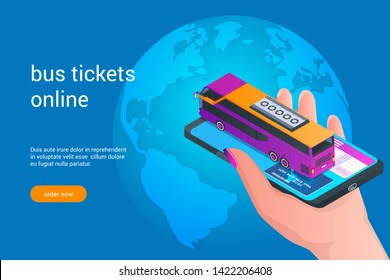 bus tickets
online
Duis aute irure dolor in reprehenderit
in voluptate velit esse cillum dolore
eu fugiat nulla pariatur.
order now
shutterstock.com · 1422206408